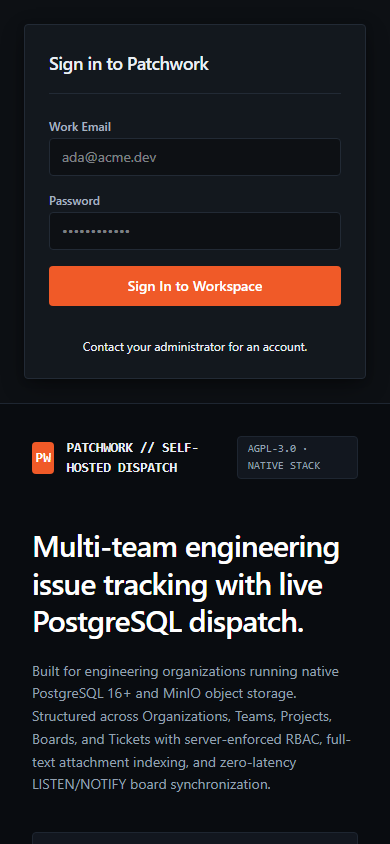 Sign in to Patchwork
Work Email
ada@acme.dev
Password
••••••••••••
Sign In to Workspace
Contact your administrator for an account.
PW
PATCHWORK // SELF-
HOSTED DISPATCH
AGPL-3.0 ·
NATIVE STACK
Multi-team engineering
issue tracking with live
PostgreSQL dispatch.
Built for engineering organizations running native
PostgreSQL 16+ and MinIO object storage.
Structured across Organizations, Teams, Projects,
Boards, and Tickets with server-enforced RBAC, full-
text attachment indexing, and zero-latency
LISTEN/NOTIFY board synchronization.